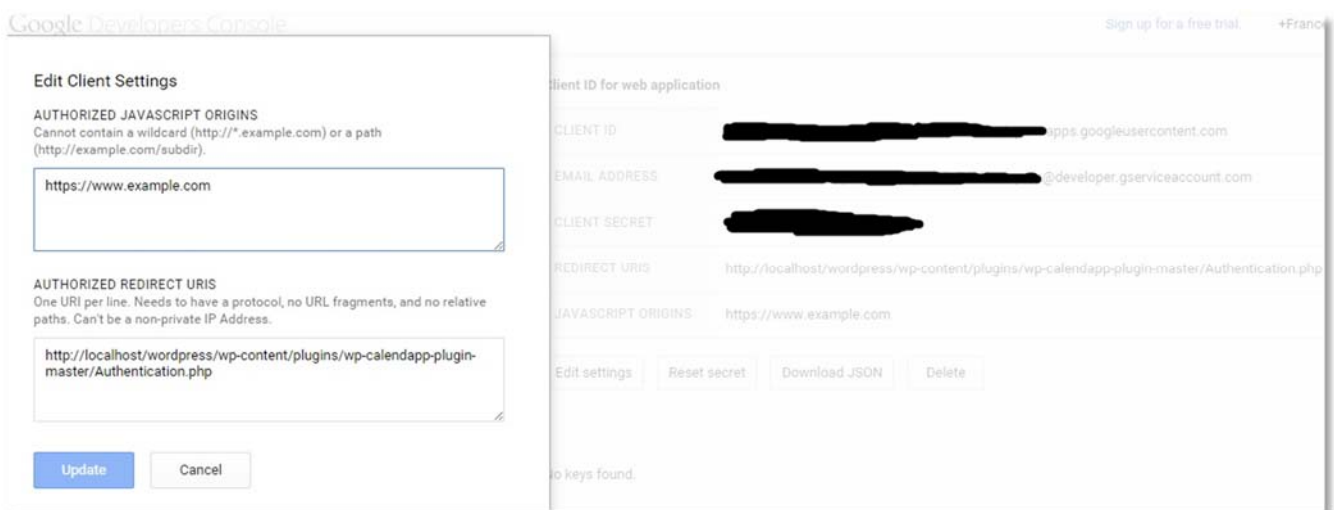 Google Developers Console
Sign up for a free trial.
+France
Edit Client Settings
AUTHORIZED JAVASCRIPT ORIGINS
Cannot contain a wildcard (http://*.example.com) or a path
(http://example.com/subdir).
https://www.example.com
AUTHORIZED REDIRECT URIS
One URI per line. Needs to have a protocol, no URL fragments, and no relative
paths. Can't be a non-private IP Address.
http://localhost/wordpress/wp-content/plugins/wp-calendapp-plugin-
master/Authentication.php
Update
Cancel
Client ID for web application
CLIENT ID
apps.googleusercontent.com
EMAIL ADDRESS
@developer.gserviceaccount.com
CLIENT SECRET
REDIRECT URIS
http://localhost/wordpress/wp-content/plugins/wp-calendapp-plugin-master/Authentication.php
JAVASCRIPT ORIGINS
https://www.example.com
Edit settings
Reset secret
Download JSON
Delete
No keys found.